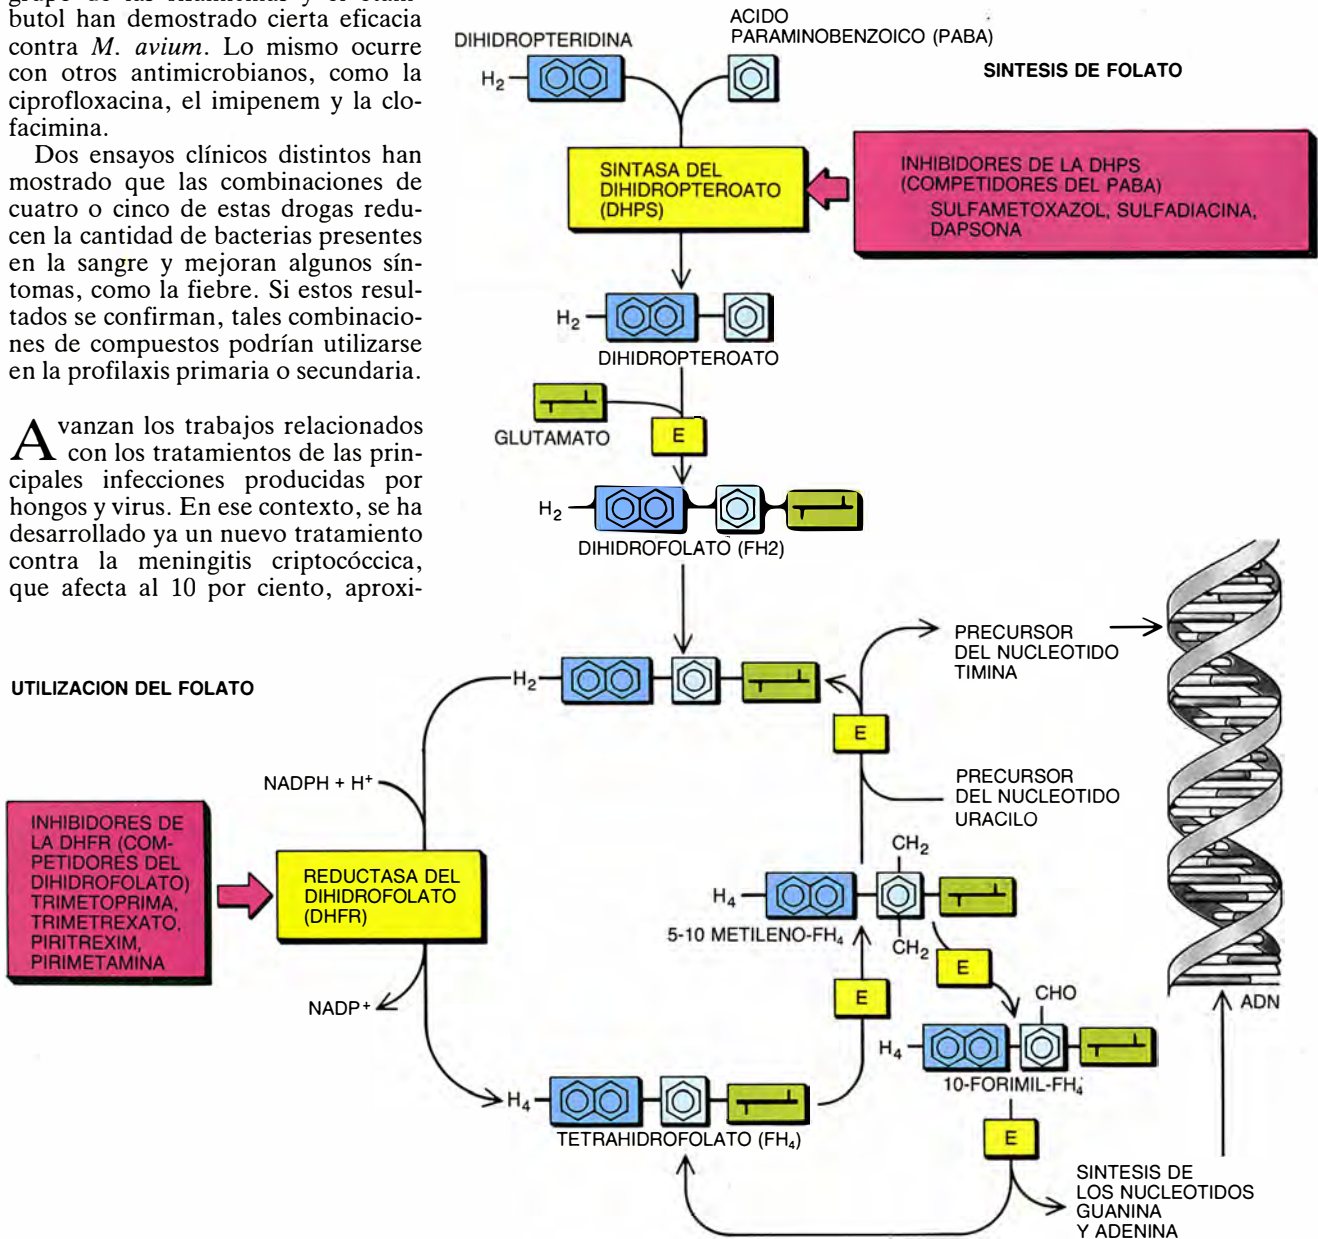 butol han demostrado cierta eficacia
contra M. avium. Lo mismo ocurre
con otros antimicrobianos, como la
ciprofloxacina, el imipenem y la clo-
facimina.
Dos ensayos clínicos distintos han
mostrado que las combinaciones de
cuatro o cinco de estas drogas redu-
cen la cantidad de bacterias presentes
en la sangre y mejoran algunos sín-
tomas, como la fiebre. Si estos resul-
tados se confirman, tales combinacio-
nes de compuestos podrían utilizarse
en la profilaxis primaria o secundaria.
Avanzan los trabajos relacionados
con los tratamientos de las prin-
cipales infecciones producidas por
hongos y virus. En ese contexto, se ha
desarrollado ya un nuevo tratamiento
contra la meningitis criptocóccica,
que afecta al 10 por ciento, aproxi-
DIHIDROPTERIDINA
H2
ACIDO
PARAMINOBENZOICO (PABA)
SINTESIS DE FOLATO
SINTASA DEL
DIHIDROPTEROATO
(DHPS)
INHIBIDORES DE LA DHPS
(COMPETIDORES DEL PABA)
SULFAMETOXAZOL, SULFADIACINA,
DAPSONA
H2
DIHIDROPTEROATO
GLUTAMATO
E
H2
DIHIDROFOLATO (FH2)
UTILIZACION DEL FOLATO
H2
PRECURSOR
DEL NUCLEOTIDO
TIMINA
E
NADPH + H+
PRECURSOR
DEL NUCLEOTIDO
URACILO
INHIBIDORES DE
LA DHFR (COM-
PETIDORES DEL
DIHIDROFOLATO)
TRIMETOPRIMA,
TRIMETREXATO,
PIRITREXIM,
PIRIMETAMINA
REDUCTASA DEL
DIHIDROFOLATO
(DHFR)
CH2
H4
5-10 METILENO-FH4
CH2
E
E
NADP+
CHO
H4
10-FORIMIL-FH4
ADN
H4
TETRAHIDROFOLATO (FH4)
E
SINTESIS DE
LOS NUCLEOTIDOS
GUANINA
Y ADENINA